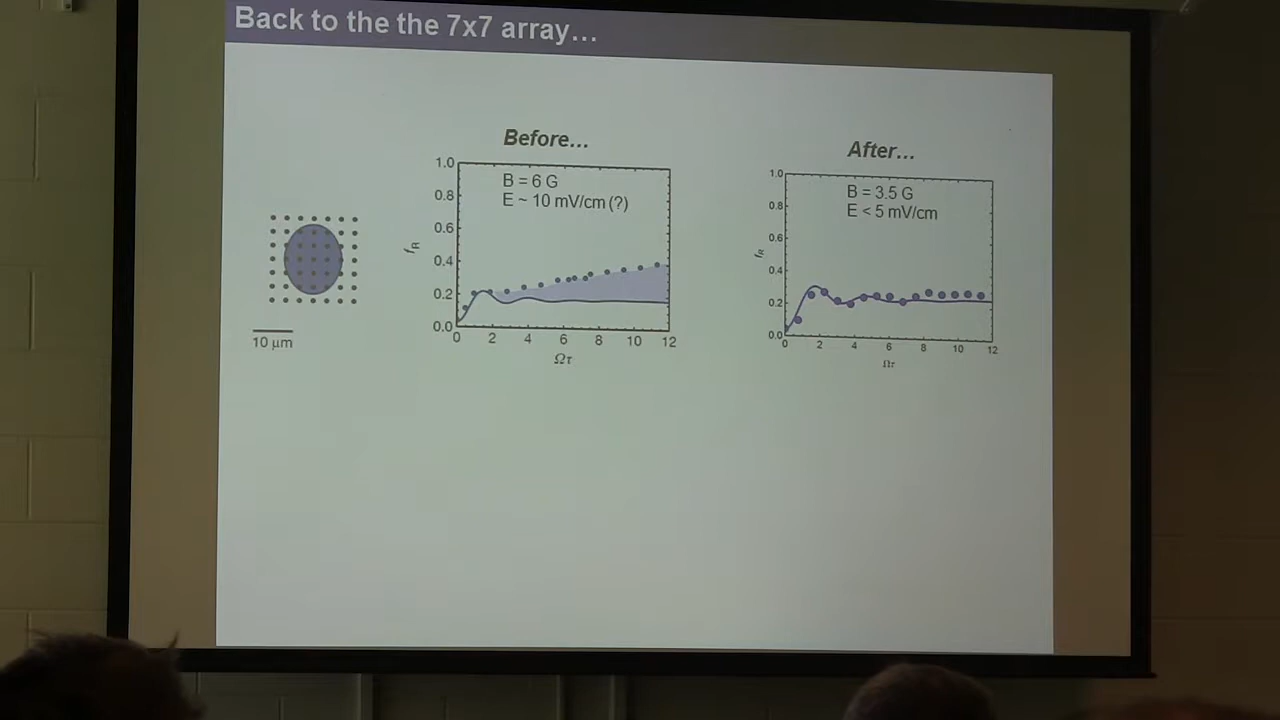 Back to the the 7x7 array…
Before…
1.0
0.8
0.6
0.4
0.2
0.0
f_R
B = 6 G
E ~ 10 mV/cm (?)
0 2 4 6 8 10 12
Ωτ
10 µm
After…
1.0
0.8
0.6
0.4
0.2
0.0
f_R
B = 3.5 G
E < 5 mV/cm
0 2 4 6 8 10 12
Ωτ